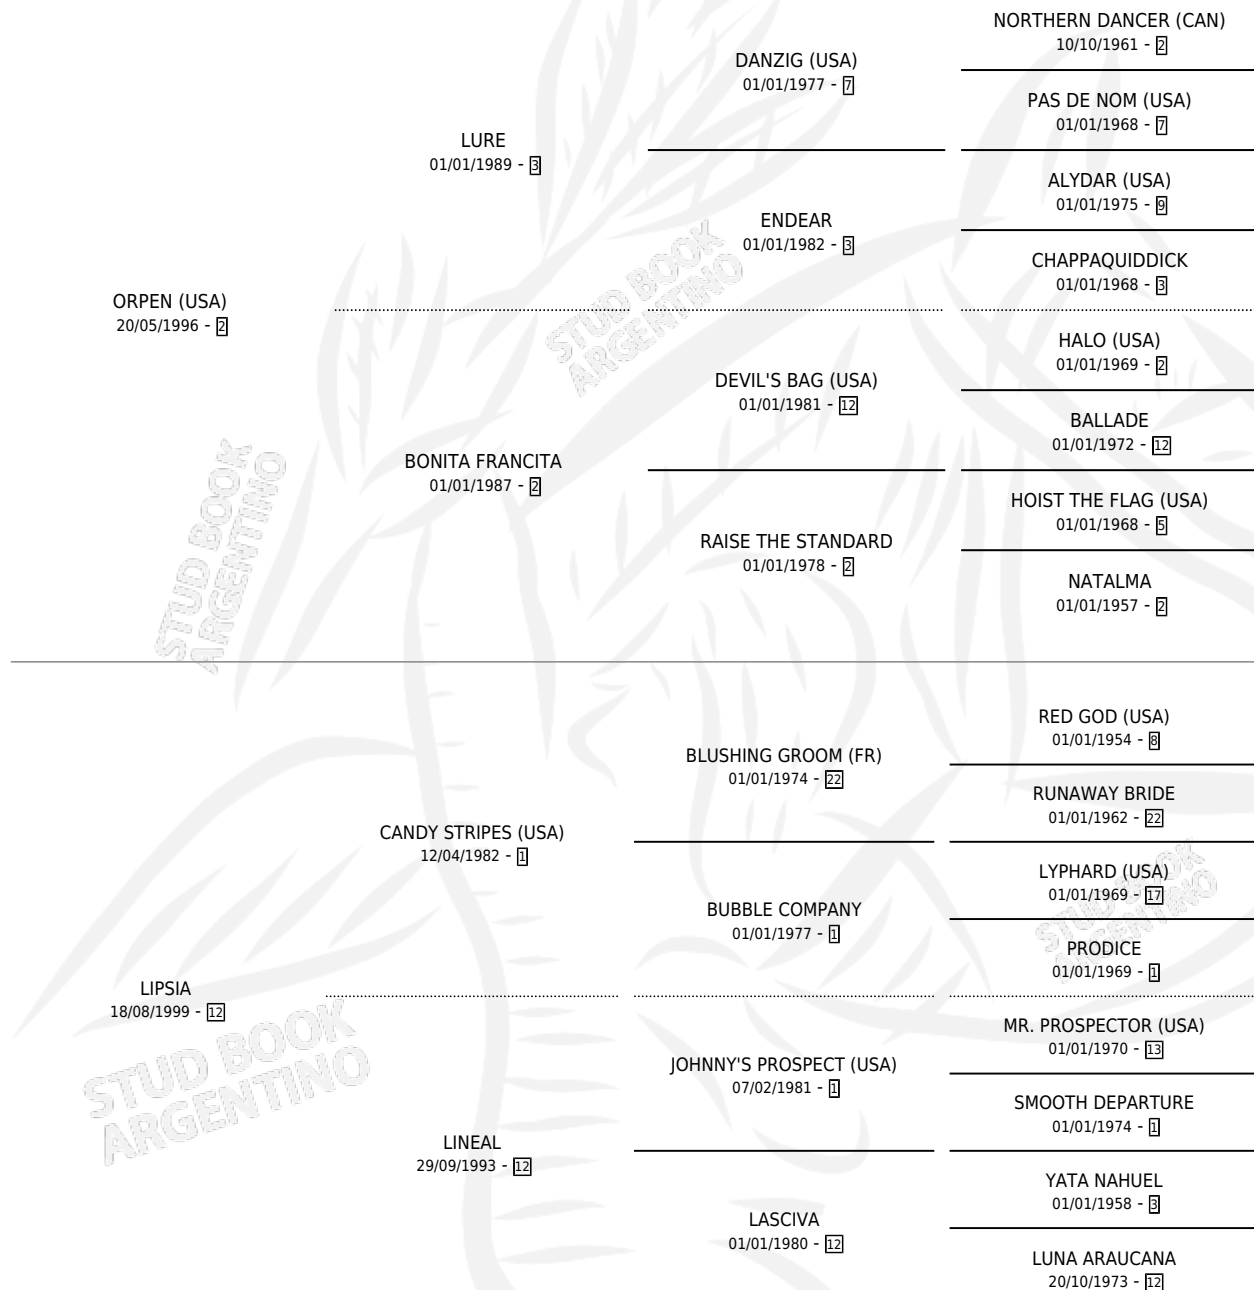 NORTHERN DANCER (CAN)
10/10/1961 - 2
DANZIG (USA)
01/01/1977 - 7
PAS DE NOM (USA)
01/01/1968 - 7
LURE
01/01/1989 - 3
ALYDAR (USA)
01/01/1975 - 9
ENDEAR
01/01/1982 - 3
CHAPPAQUIDDICK
01/01/1968 - 3
ORPEN (USA)
20/05/1996 - 2
STUD BOOK
ARGENTINO
HALO (USA)
01/01/1969 - 2
DEVIL'S BAG (USA)
01/01/1981 - 12
BALLADE
01/01/1972 - 12
BONITA FRANCITA
01/01/1987 - 2
HOIST THE FLAG (USA)
01/01/1968 - 5
RAISE THE STANDARD
01/01/1978 - 2
NATALMA
01/01/1957 - 2
STUD BOOK
ARGENTINO
RED GOD (USA)
01/01/1954 - 8
BLUSHING GROOM (FR)
01/01/1974 - 22
RUNAWAY BRIDE
01/01/1962 - 22
CANDY STRIPES (USA)
12/04/1982 - 1
LYPHARD (USA)
01/01/1969 - 17
BUBBLE COMPANY
01/01/1977 - 1
STUD BOOK
ARGENTINO
PRODICE
01/01/1969 - 1
LIPSIA
18/08/1999 - 12
MR. PROSPECTOR (USA)
01/01/1970 - 13
JOHNNY'S PROSPECT (USA)
07/02/1981 - 1
SMOOTH DEPARTURE
01/01/1974 - 1
STUD BOOK
ARGENTINO
LINEAL
29/09/1993 - 12
YATA NAHUEL
01/01/1958 - 3
LASCIVA
01/01/1980 - 12
LUNA ARAUCANA
20/10/1973 - 12